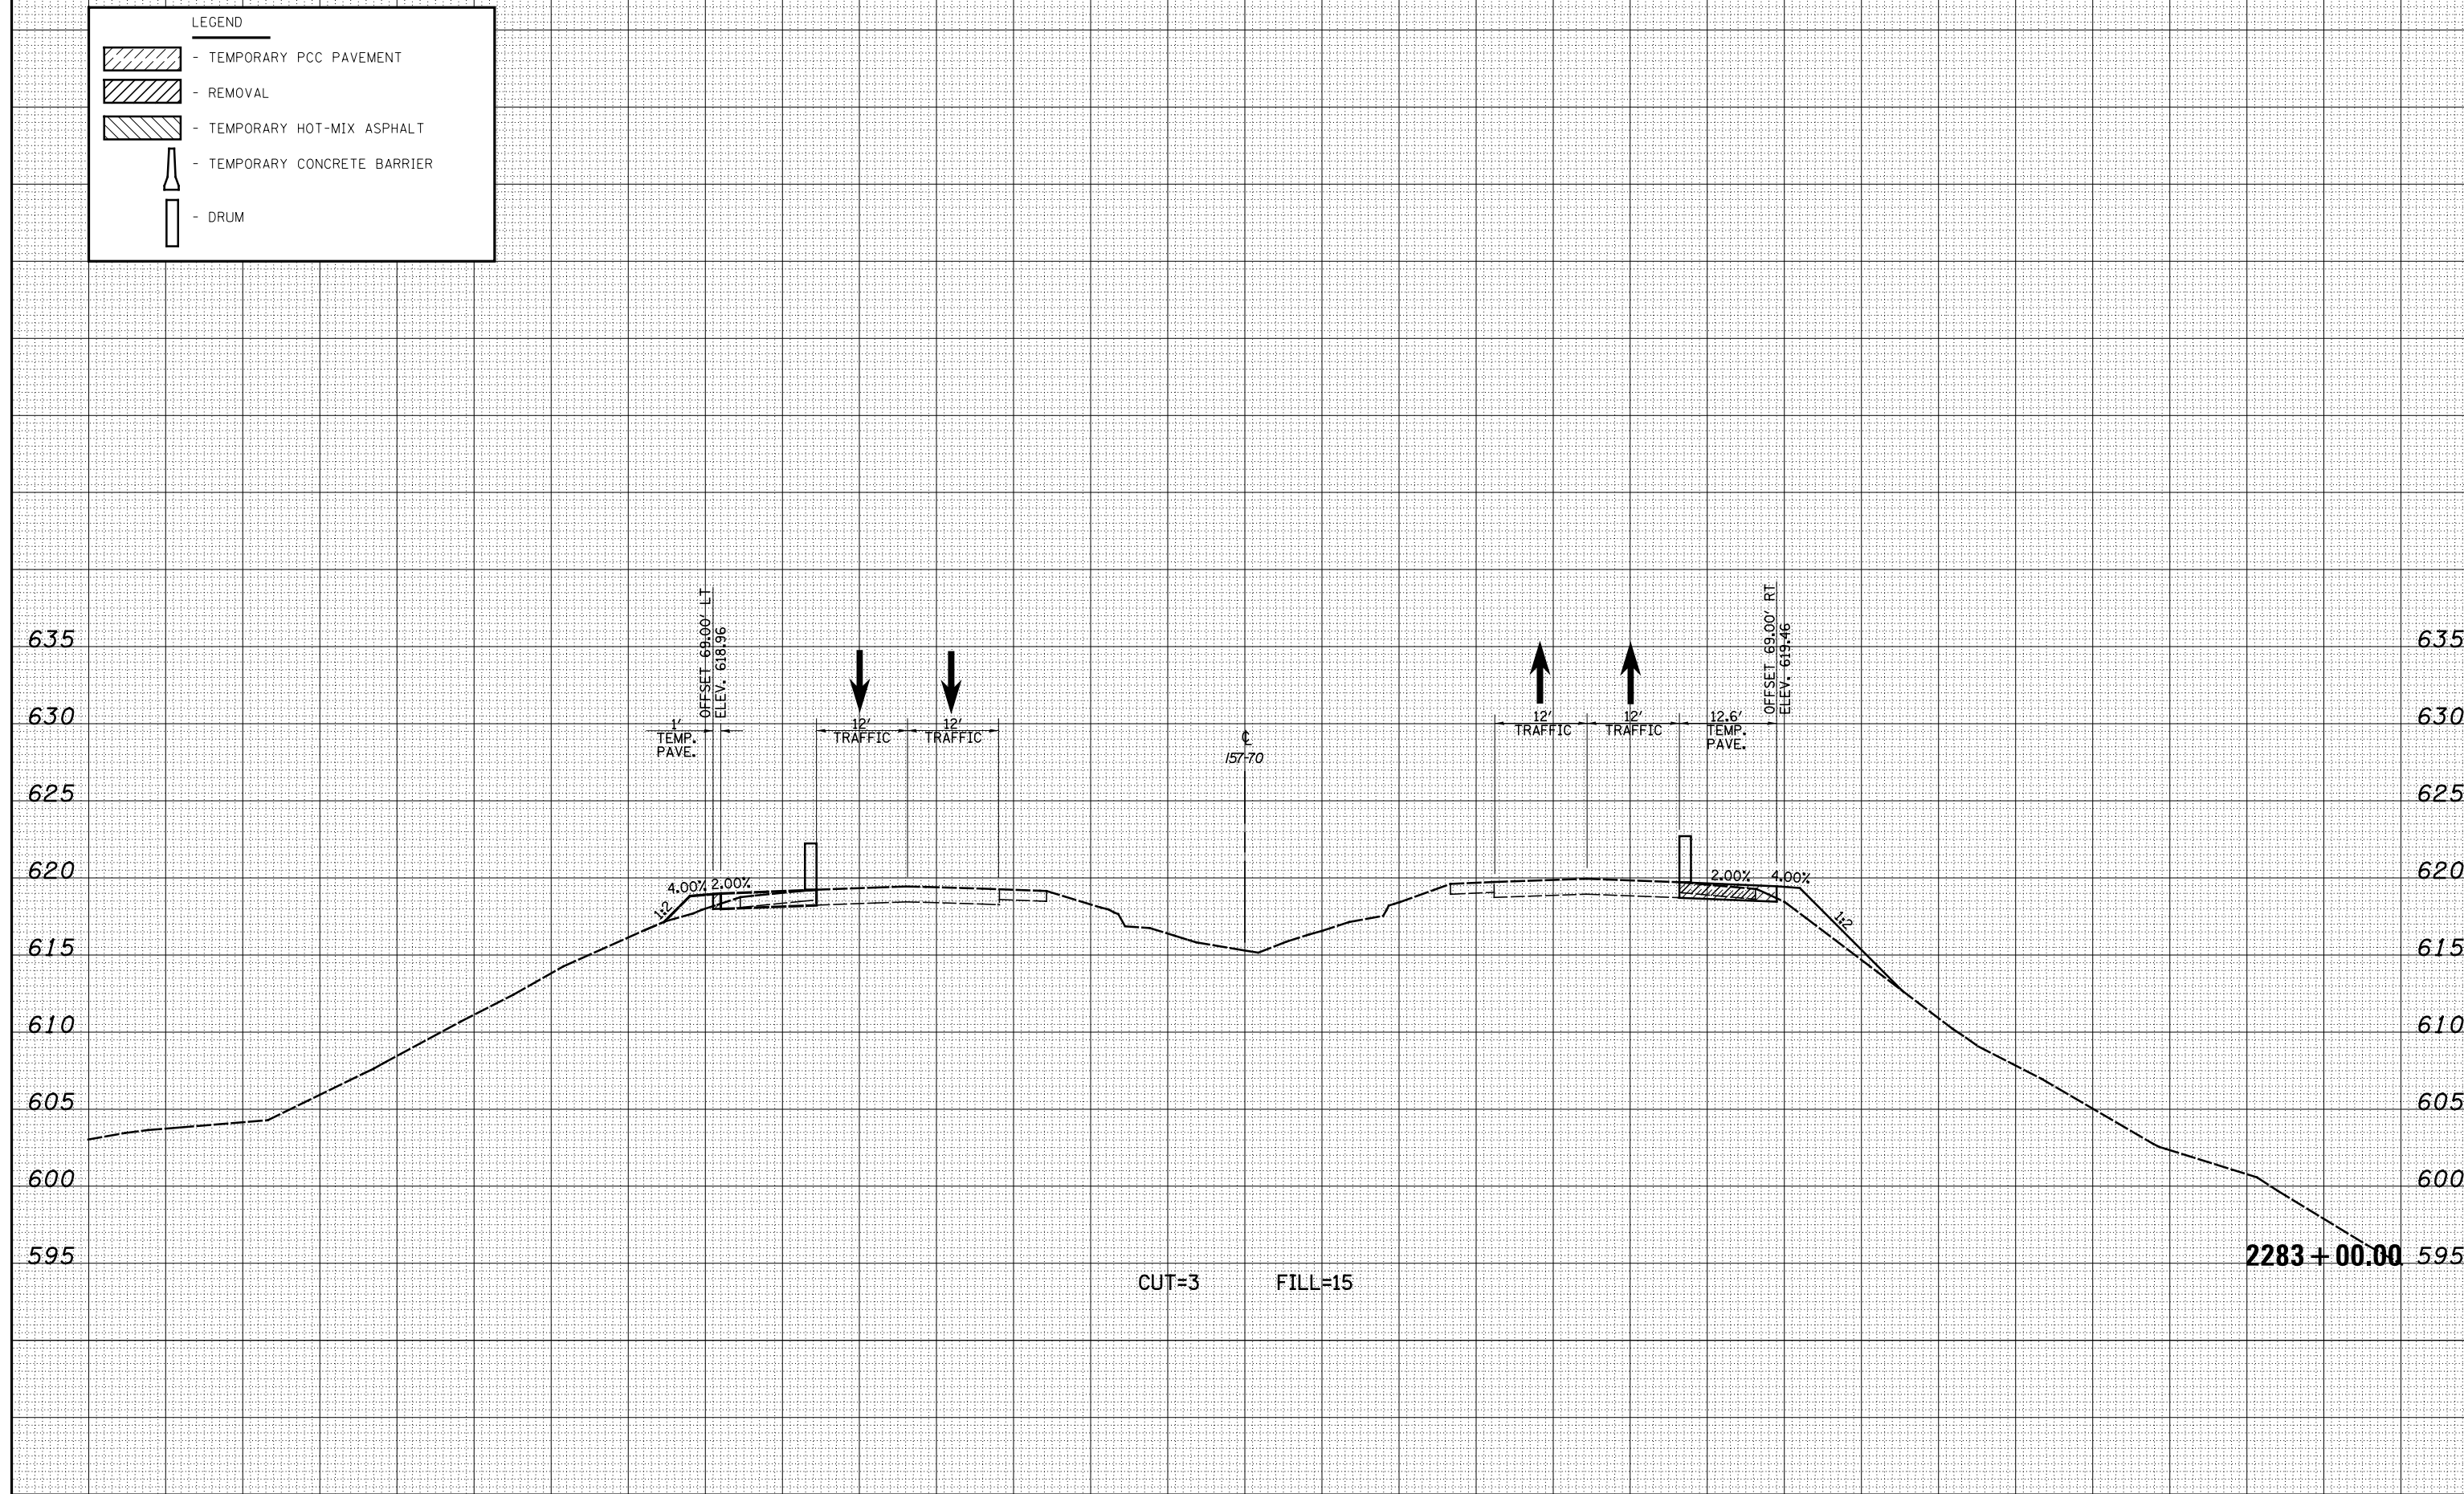 LEGEND
- TEMPORARY PCC PAVEMENT
- REMOVAL
- TEMPORARY HOT-MIX ASPHALT
- TEMPORARY CONCRETE BARRIER
- DRUM
OFFSET 69.00' LT
ELEV. 618.96
OFFSET 69.00' RT
ELEV. 619.46
635 635
630 630
1'
TEMP.
PAVE.
12'
TRAFFIC
12'
TRAFFIC
℄
I57-70
12'
TRAFFIC
12'
TRAFFIC
12.6'
TEMP.
PAVE.
625 625
620 620
4.00% 2.00%
1:2
2.00% 4.00%
1:2
615 615
610 610
605 605
600 600
595 2283 + 00.00 595
CUT=3 FILL=15